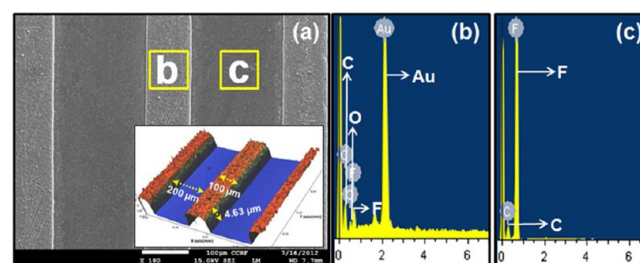 (a)
b
c
200 µm
100 µm
4.63 µm
100µm CCRF 7/16/2012
X 180 15.0kV SEI LM WD 7.7mm
(b)
Au
C
O
Au
F
0 2 4 6
(c)
F
F
C
C
0 2 4 6